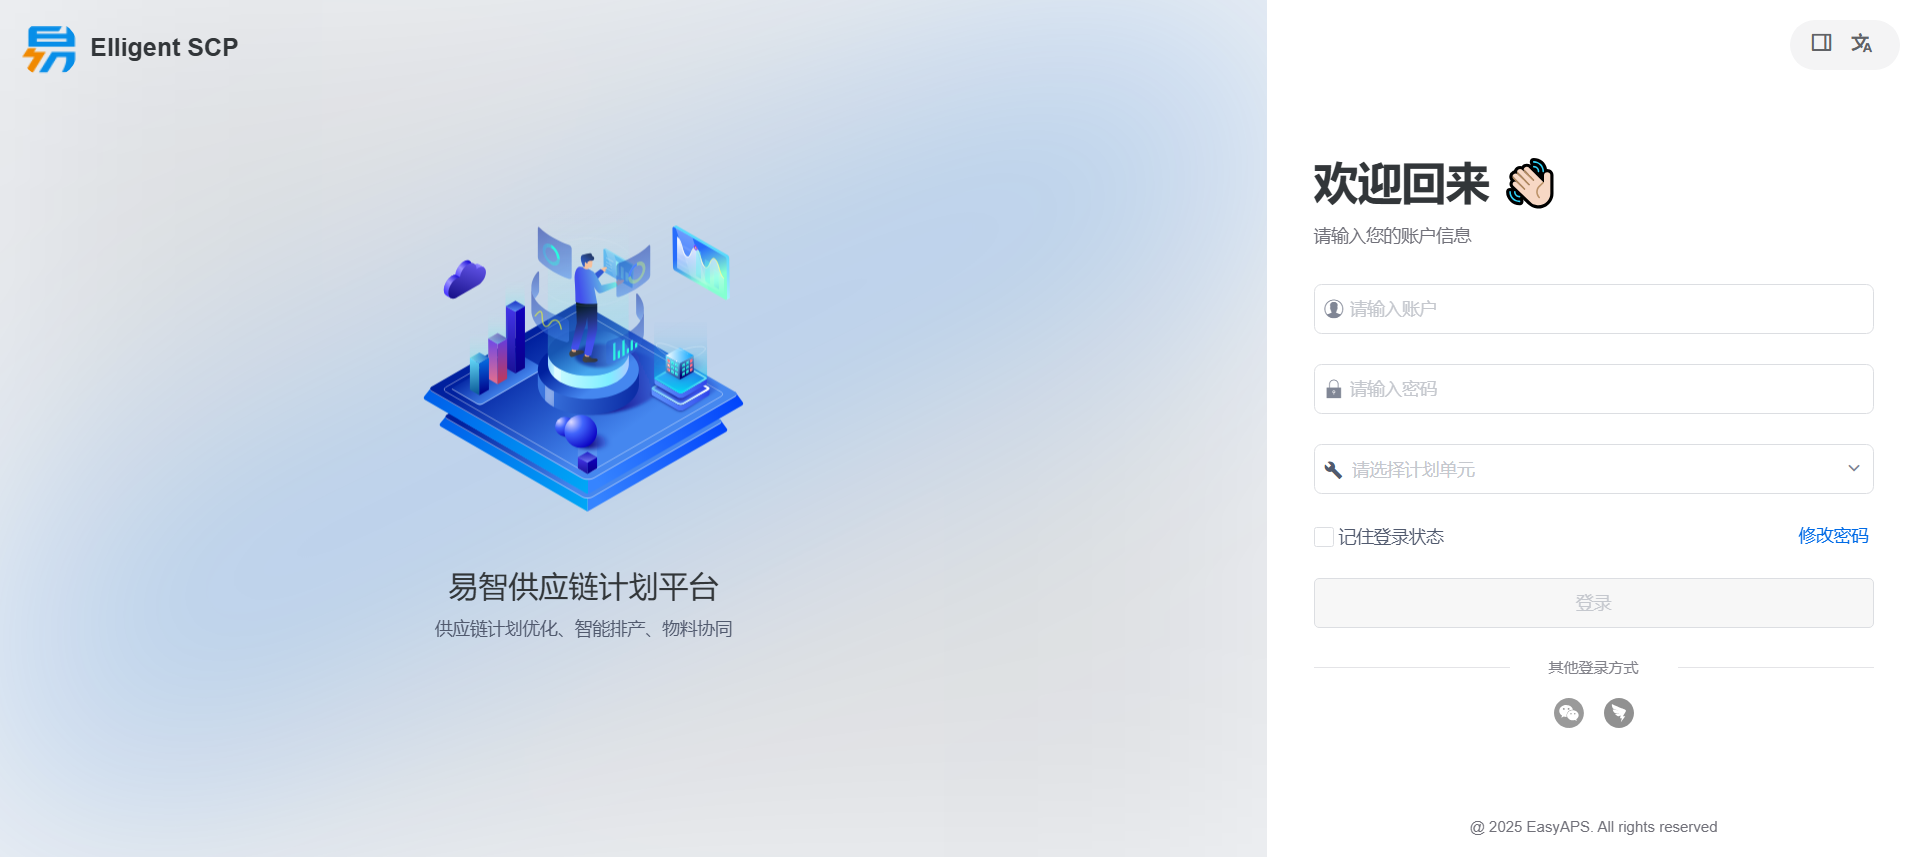 Elligent SCP
易智供应链计划平台
供应链计划优化、智能排产、物料协同
欢迎回来
请输入您的账户信息
请输入账户
请输入密码
请选择计划单元
记住登录状态
修改密码
登录
其他登录方式
@ 2025 EasyAPS. All rights reserved